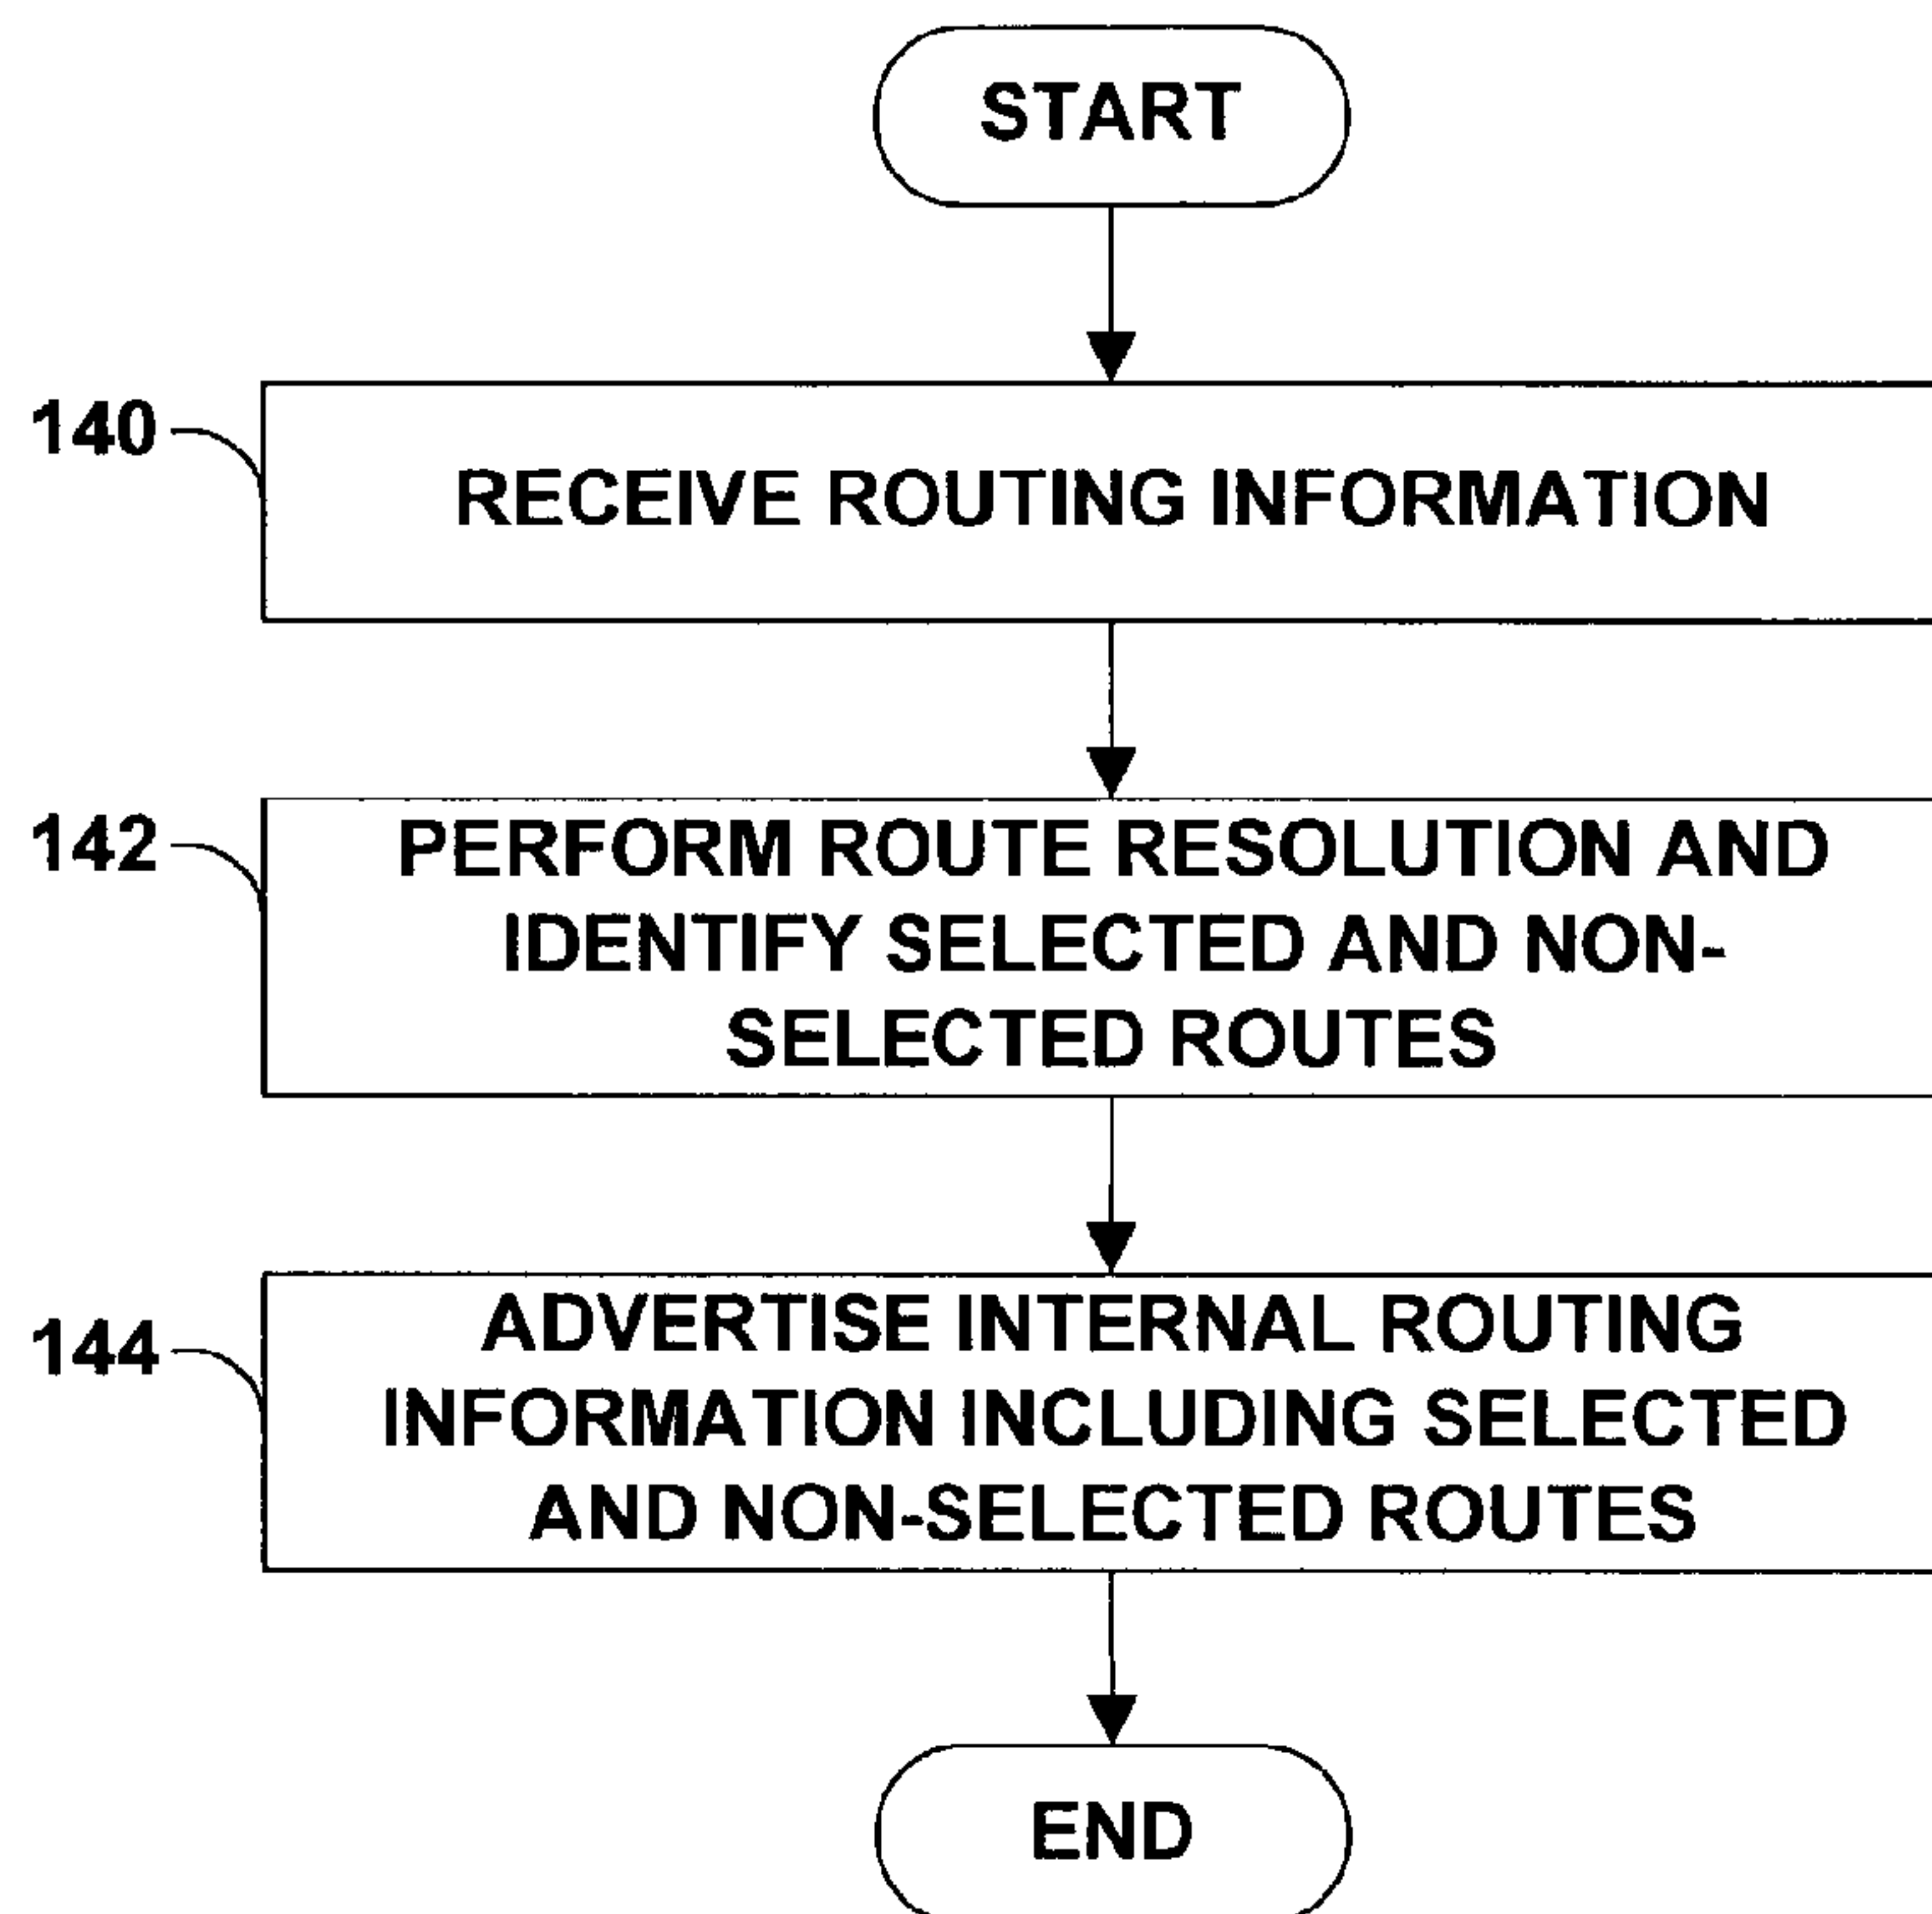 START
140
RECEIVE ROUTING INFORMATION
142
PERFORM ROUTE RESOLUTION AND
IDENTIFY SELECTED AND NON-
SELECTED ROUTES
144
ADVERTISE INTERNAL ROUTING
INFORMATION INCLUDING SELECTED
AND NON-SELECTED ROUTES
END